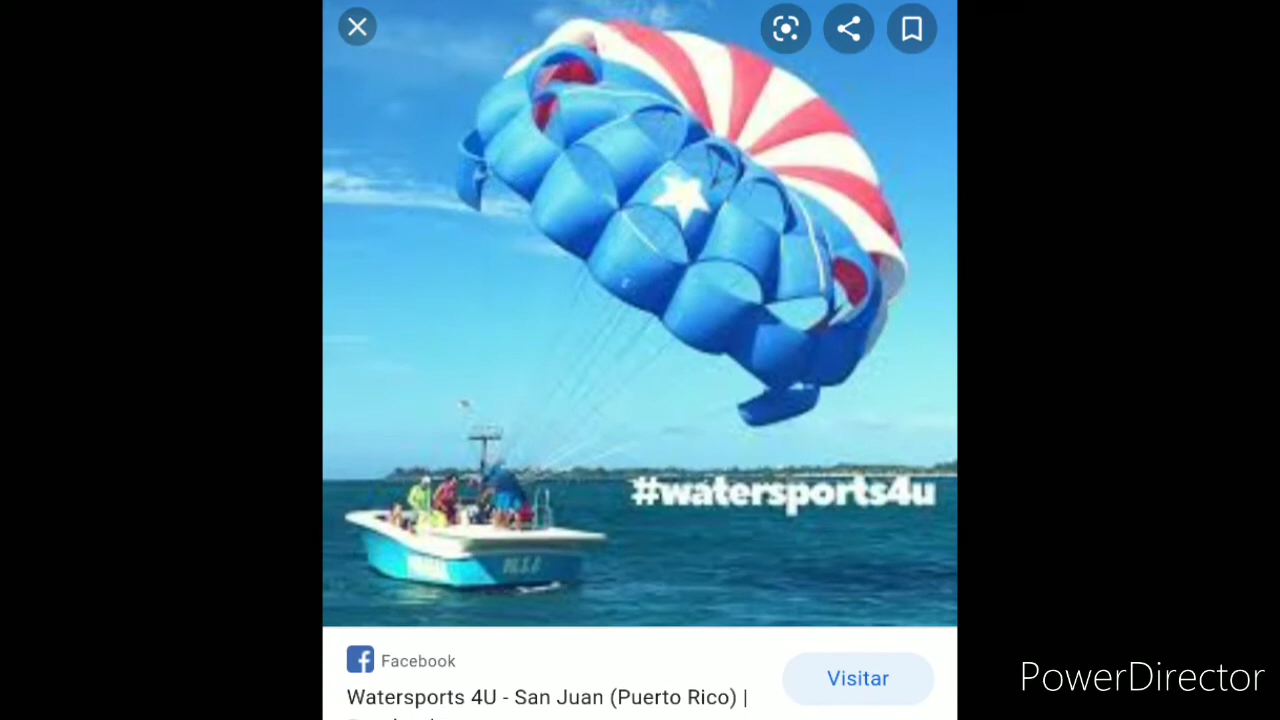 #watersports4u
Facebook
Visitar
Watersports 4U - San Juan (Puerto Rico) |
PowerDirector